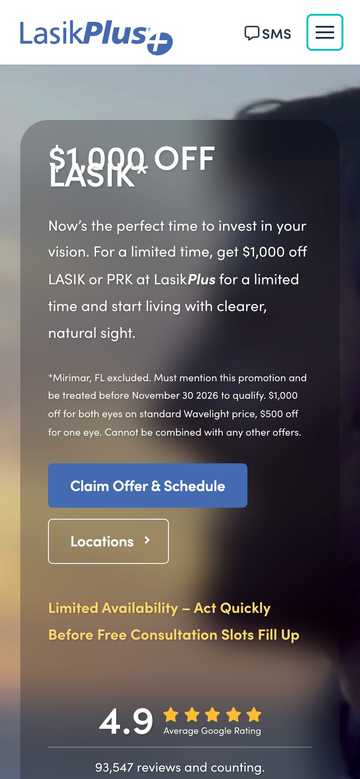 LasikPlus
SMS
$1,000 OFF
LASIK*
Now's the perfect time to invest in your
vision. For a limited time, get $1,000 off
LASIK or PRK at LasikPlus for a limited
time and start living with clearer,
natural sight.
*Mirimar, FL excluded. Must mention this promotion and
be treated before November 30 2026 to qualify. $1,000
off for both eyes on standard Wavelight price, $500 off
for one eye. Cannot be combined with any other offers.
Claim Offer & Schedule
Locations
Limited Availability – Act Quickly
Before Free Consultation Slots Fill Up
4.9
Average Google Rating
93,547 reviews and counting.